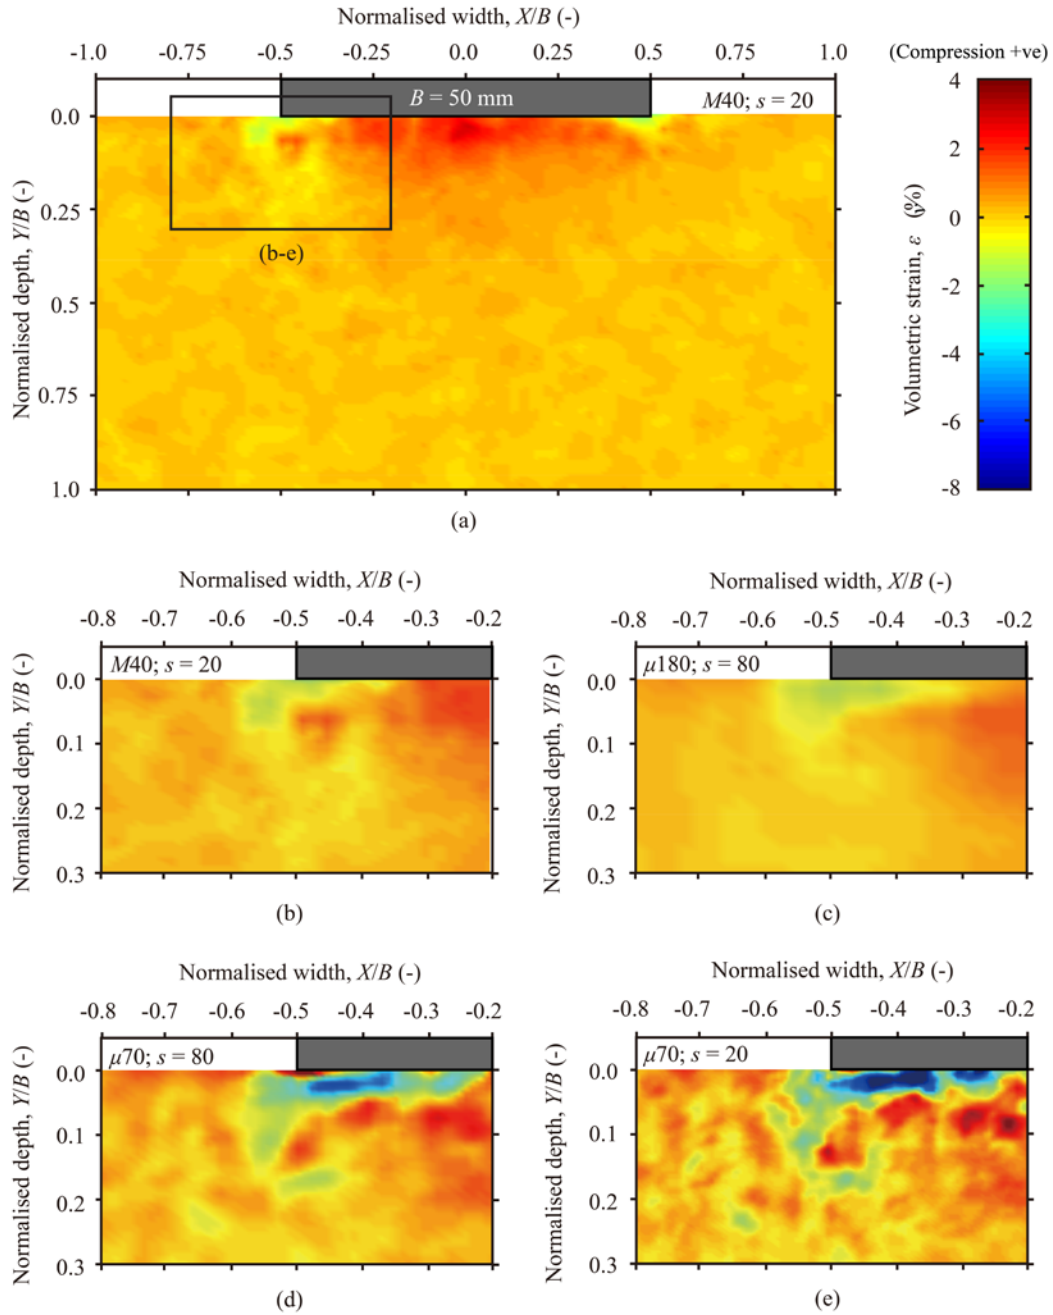 Normalised width, X/B (-)
-1.0 -0.75 -0.5 -0.25 0.0 0.25 0.5 0.75 1.0
(Compression +ve)
B = 50 mm
M40; s = 20
Normalised depth, Y/B (-)
0.0
0.25
0.5
0.75
1.0
(b-e)
(a)
4
2
0
-2
-4
-6
-8
Volumetric strain, ε (%)
Normalised width, X/B (-)
-0.8 -0.7 -0.6 -0.5 -0.4 -0.3 -0.2
M40; s = 20
Normalised depth, Y/B (-)
0.0
0.1
0.2
0.3
(b)
Normalised width, X/B (-)
-0.8 -0.7 -0.6 -0.5 -0.4 -0.3 -0.2
μ180; s = 80
Normalised depth, Y/B (-)
0.0
0.1
0.2
0.3
(c)
Normalised width, X/B (-)
-0.8 -0.7 -0.6 -0.5 -0.4 -0.3 -0.2
μ70; s = 80
Normalised depth, Y/B (-)
0.0
0.1
0.2
0.3
(d)
Normalised width, X/B (-)
-0.8 -0.7 -0.6 -0.5 -0.4 -0.3 -0.2
μ70; s = 20
Normalised depth, Y/B (-)
0.0
0.1
0.2
0.3
(e)